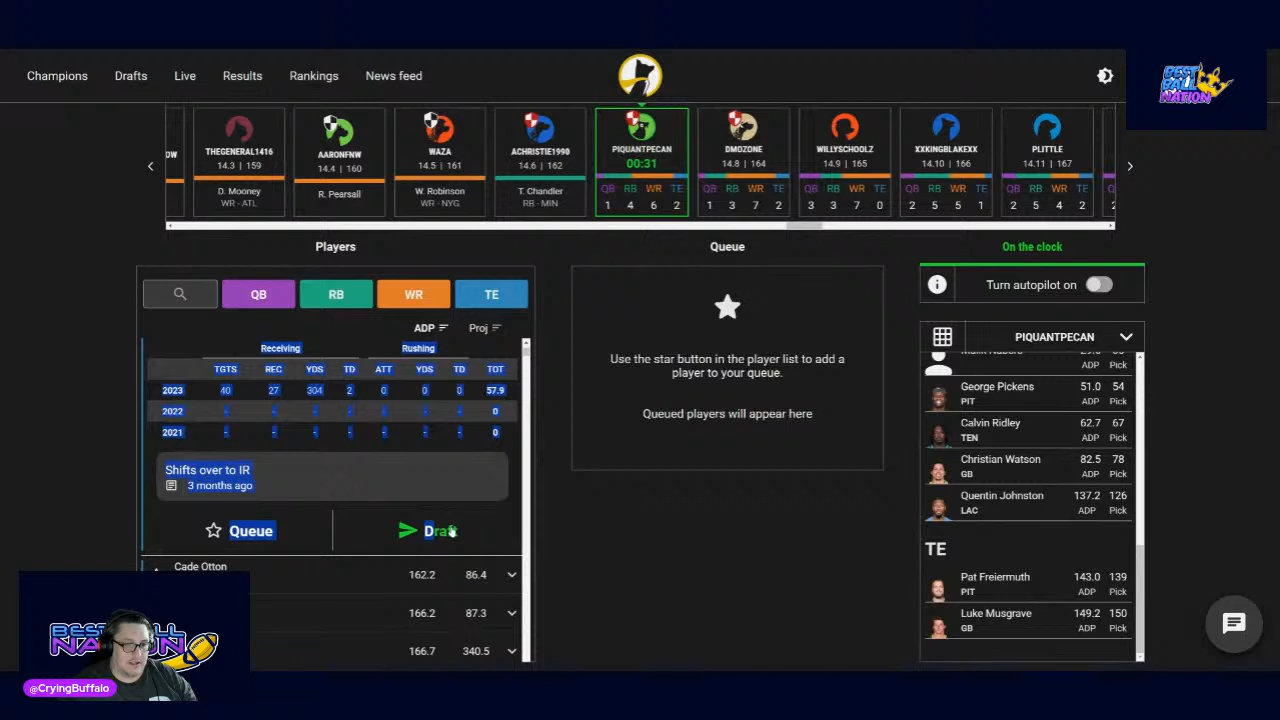 Champions Drafts Live Results Rankings News feed
BEST BALL NATION
OW
THEGENERAL1416 AARONFNW WAZA ACHRISTIE1990 PIQUANTPECAN DMOZONE WILLYSCHOOLZ XXKINGBLAKEXX PLITTLE
14.3 | 159 14.4 | 160 14.5 | 161 14.6 | 162 00:31 14.8 | 164 14.9 | 165 14.10 | 166 14.11 | 167
D. Mooney R. Pearsall W. Robinson T. Chandler QB RB WR TE QB RB WR TE QB RB WR TE QB RB WR TE QB RB WR TE
WR - ATL WR - NYG RB - MIN 1 4 6 2 1 3 7 2 3 3 7 0 2 5 5 1 2 5 4 2
Players Queue On the clock
QB RB WR TE
ADP Proj
Receiving Rushing
TGTS REC YDS TD ATT YDS TD TOT
2023 40 27 304 2 0 0 0 57.9
2022 - - - - - - - 0
2021 - - - - - - - 0
Shifts over to IR
3 months ago
Queue Draft
Cade Otton
162.2 86.4
166.2 87.3
166.7 340.5
Use the star button in the player list to add a
player to your queue.
Queued players will appear here
Turn autopilot on
PIQUANTPECAN
ADP Pick
George Pickens 51.0 54
PIT ADP Pick
Calvin Ridley 62.7 67
TEN ADP Pick
Christian Watson 82.5 78
GB ADP Pick
Quentin Johnston 137.2 126
LAC ADP Pick
TE
Pat Freiermuth 143.0 139
PIT ADP Pick
Luke Musgrave 149.2 150
GB ADP Pick
BEST BALL
NATION
@CryingBuffalo